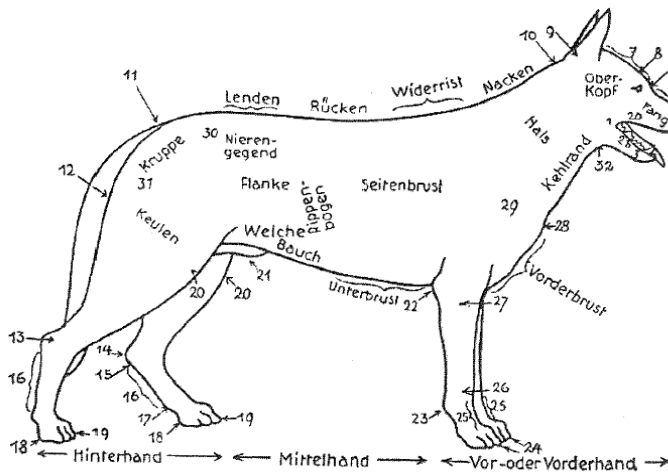 10 9
7 8
Ober-
Kopf
Fang
11
Lenden
Rücken
Widerrist
Nacken
1 20
28
30 Nieren-
gegend
Hals
Kehlrand
32
12
Kruppe
31
Flanke
Rippen-
bogen
Seitenbrust
29
28
Keulen
Weiche
Bauch
20
20
21
Unterbrust
22
27
Vorderbrust
13
14
15
16
16
17
18
19
18
19
23
26
25
25
24
Hinterhand
Mittelhand
Vor-oder Vorderhand